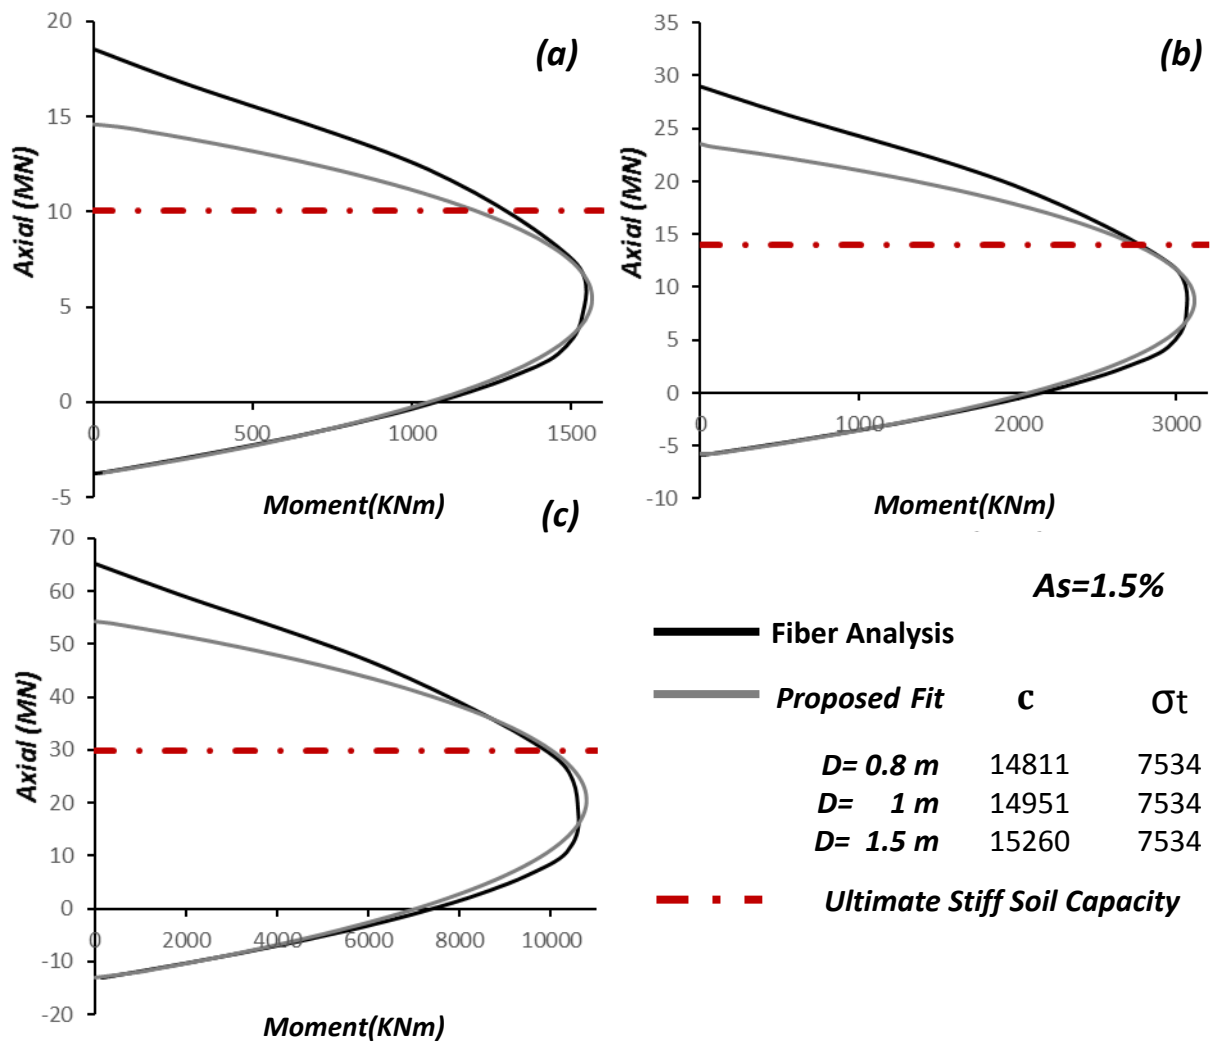 (a)
20
15
10
5
0
-5
0
500
1000
1500
Axial (MN)
Moment(KNm)
(b)
35
30
25
20
15
10
5
0
-5
-10
0
1000
2000
3000
Axial (MN)
Moment(KNm)
(c)
70
60
50
40
30
20
10
0
-10
-20
0
2000
4000
6000
8000
10000
Axial (MN)
Moment(KNm)
As=1.5%
Fiber Analysis
Proposed Fit c σt
D= 0.8 m 14811 7534
D= 1 m 14951 7534
D= 1.5 m 15260 7534
Ultimate Stiff Soil Capacity